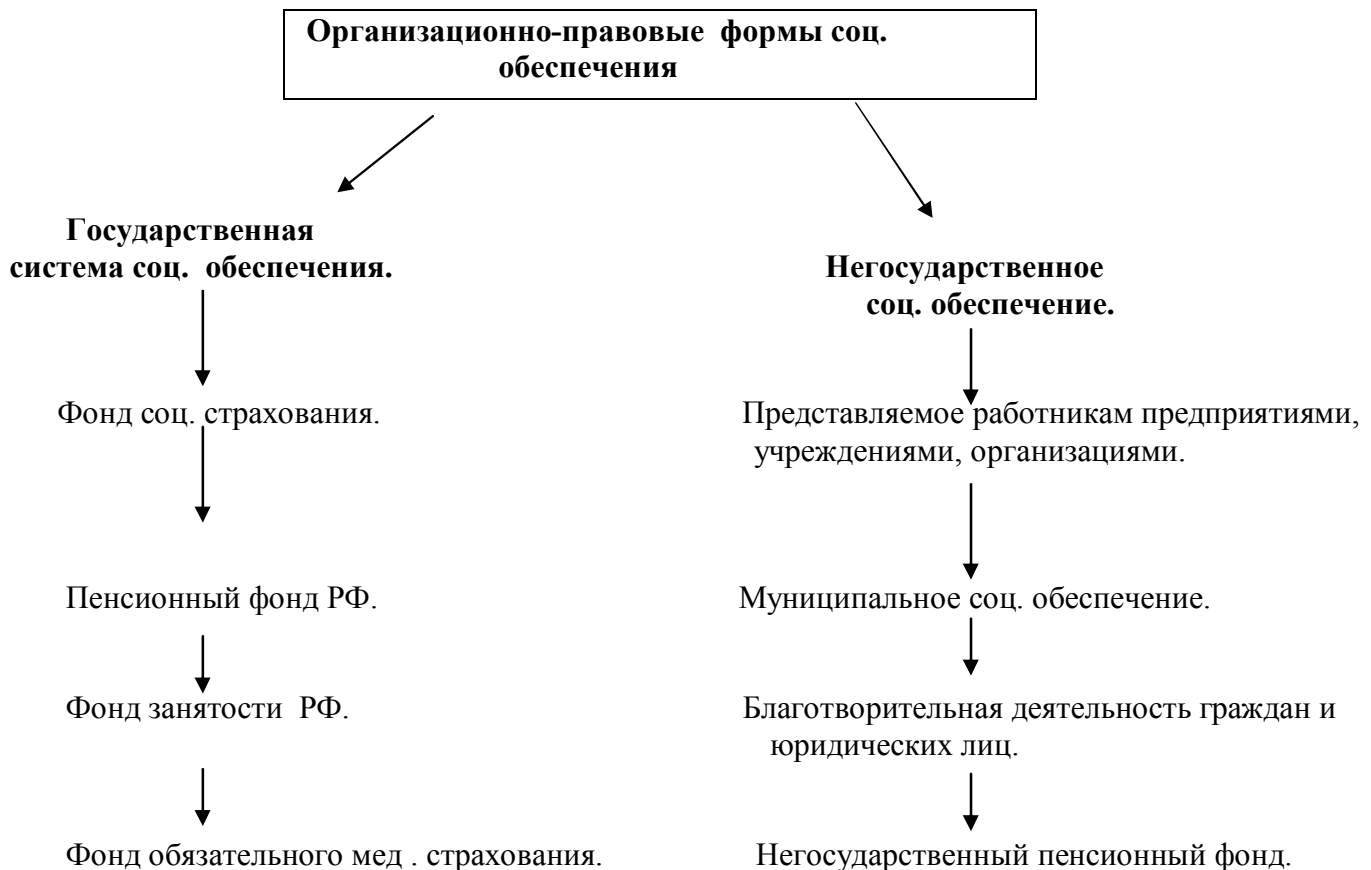 Организационно-правовые формы соц.
обеспечения
Государственная
система соц. обеспечения.
Негосударственное
соц. обеспечение.
Фонд соц. страхования.
Представляемое работникам предприятиями,
учреждениями, организациями.
Пенсионный фонд РФ.
Муниципальное соц. обеспечение.
Фонд занятости РФ.
Благотворительная деятельность граждан и
юридических лиц.
Фонд обязательного мед . страхования.
Негосударственный пенсионный фонд.